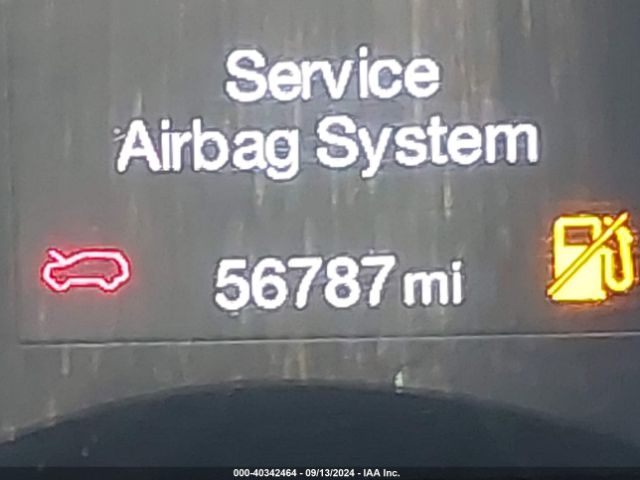 Service
Airbag System
56787 mi
000-40342464 - 09/13/2024 - IAA Inc.